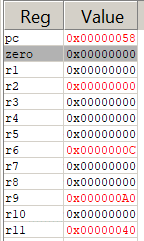 Reg Value
pc 0x00000058
zero 0x00000000
r1 0x00000000
r2 0x00000000
r3 0x00000000
r4 0x00000000
r5 0x00000000
r6 0x0000000C
r7 0x00000000
r8 0x00000000
r9 0x000000A0
r10 0x00000000
r11 0x00000040